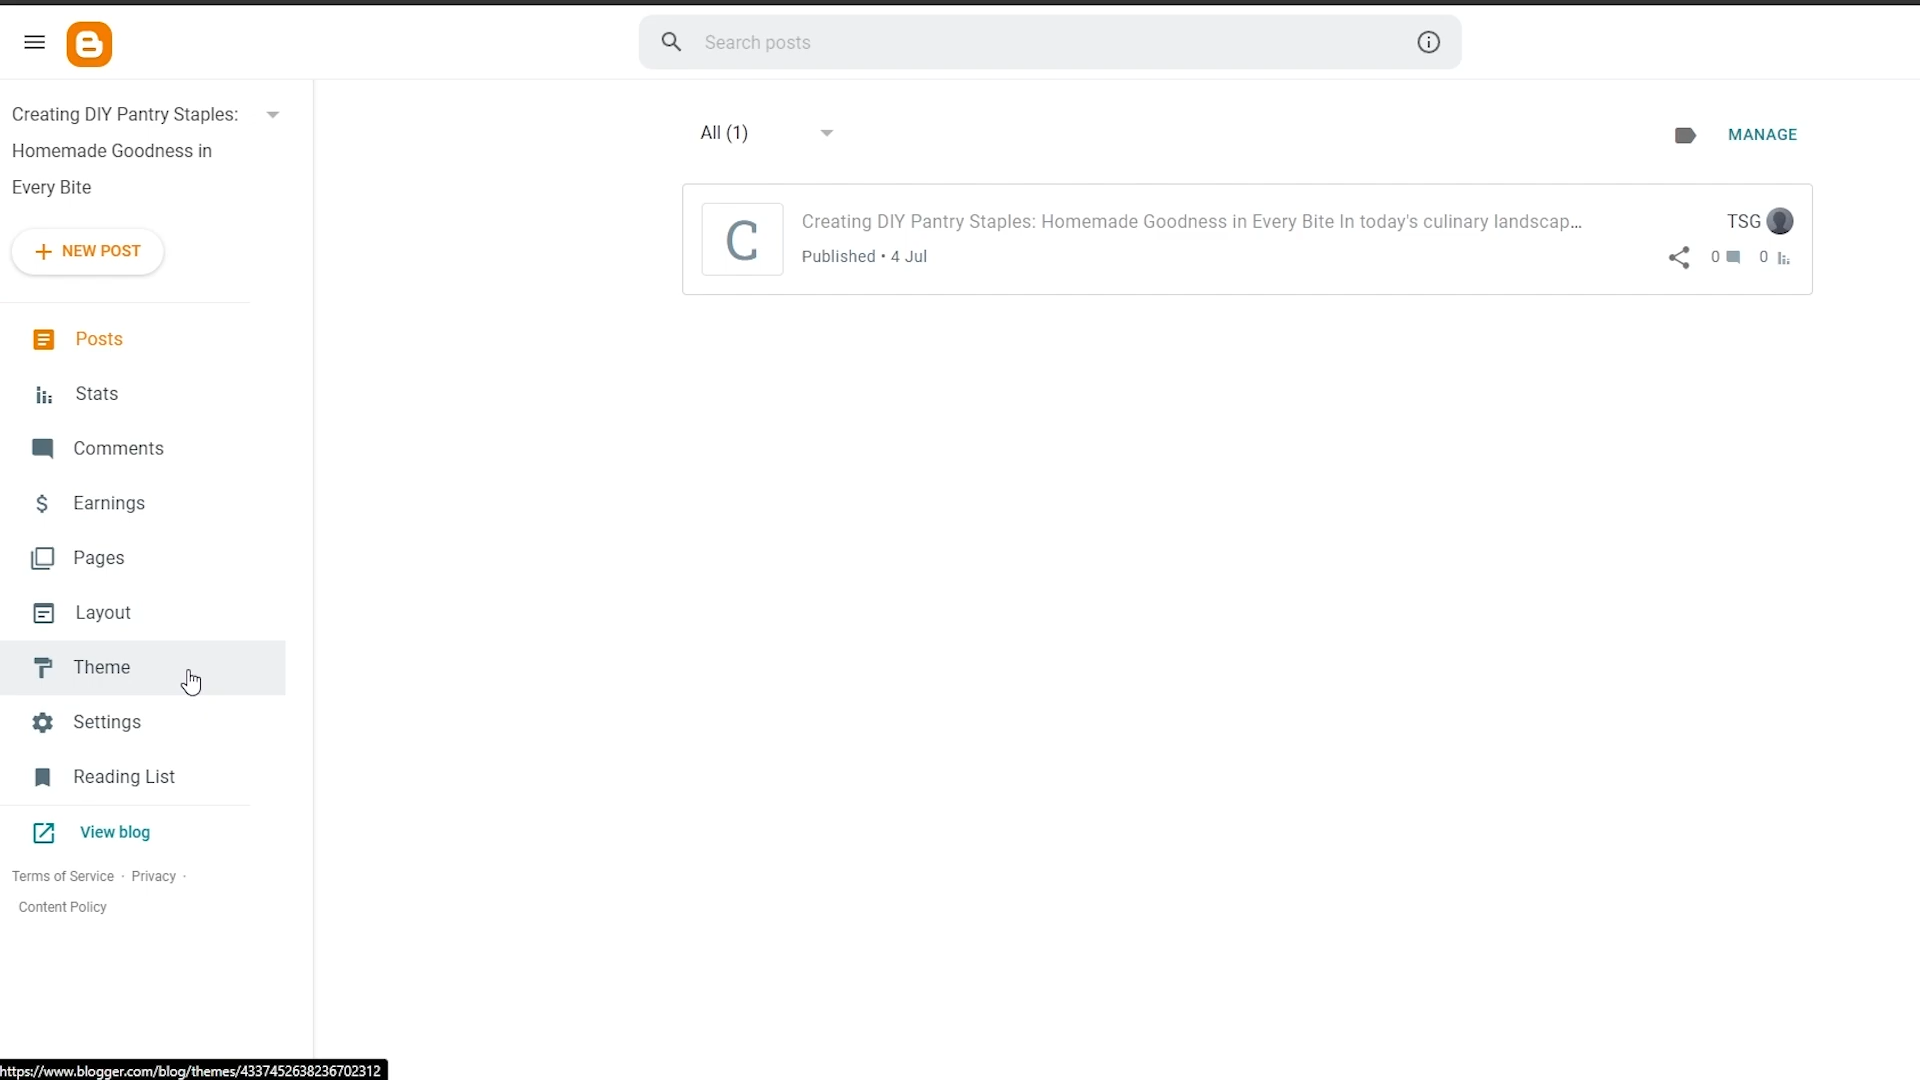 Search posts
Creating DIY Pantry Staples:
Homemade Goodness in
Every Bite
NEW POST
Posts
Stats
Comments
Earnings
Pages
Layout
Theme
Settings
Reading List
View blog
Terms of Service · Privacy ·
Content Policy
All (1)
MANAGE
C
Creating DIY Pantry Staples: Homemade Goodness in Every Bite In today's culinary landscap...
TSG
Published • 4 Jul
0
0
https://www.blogger.com/blog/themes/4337452638236702312